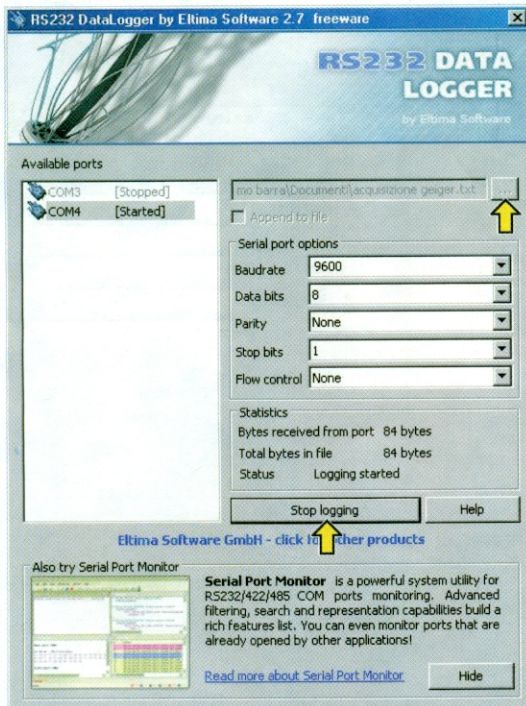 RS232 DataLogger by Eltima Software 2.7 freeware
RS232 DATA
LOGGER
by Eltima Software
Available ports
COM3 [Stopped]
COM4 [Started]
mo barra\Documenti\acquisizione geiger.txt
...
Append to file
Serial port options
Baudrate 9600
Data bits 8
Parity None
Stop bits 1
Flow control None
Statistics
Bytes received from port 84 bytes
Total bytes in file 84 bytes
Status Logging started
Stop logging
Help
Eltima Software GmbH - click other products
Also try Serial Port Monitor
Serial Port Monitor is a powerful system utility for
RS232/422/485 COM ports monitoring. Advanced
filtering, search and representation capabilities build a
rich features list. You can even monitor ports that are
already opened by other applications!
Read more about Serial Port Monitor
Hide